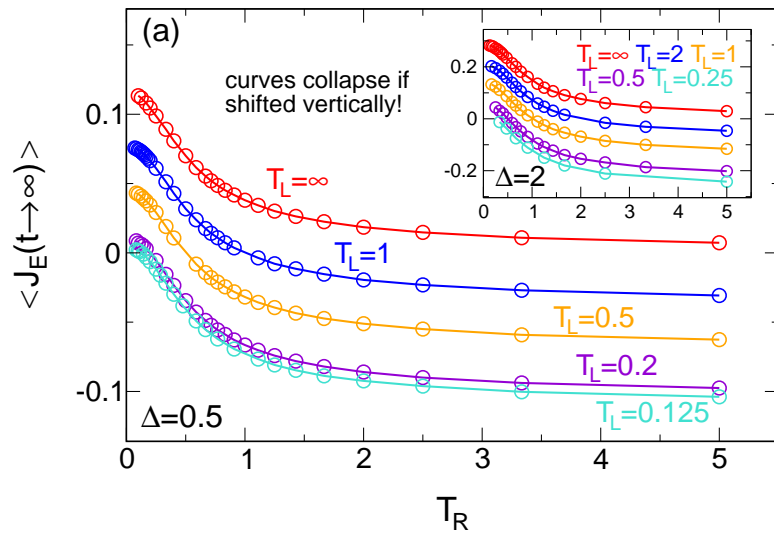 (a)
curves collapse if
shifted vertically!
T_L=∞
T_L=1
T_L=0.5
T_L=0.2
T_L=0.125
Δ=0.5
0.1
0
-0.1
0 1 2 3 4 5
T_R
<J_E(t→∞)>
T_L=∞ T_L=2 T_L=1
T_L=0.5 T_L=0.25
Δ=2
0.2
0
-0.2
0 1 2 3 4 5